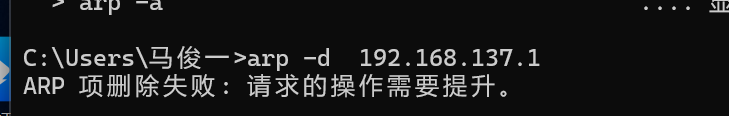 > arp -a .... 显
C:\Users\马俊一>arp -d  192.168.137.1
ARP 项删除失败: 请求的操作需要提升。